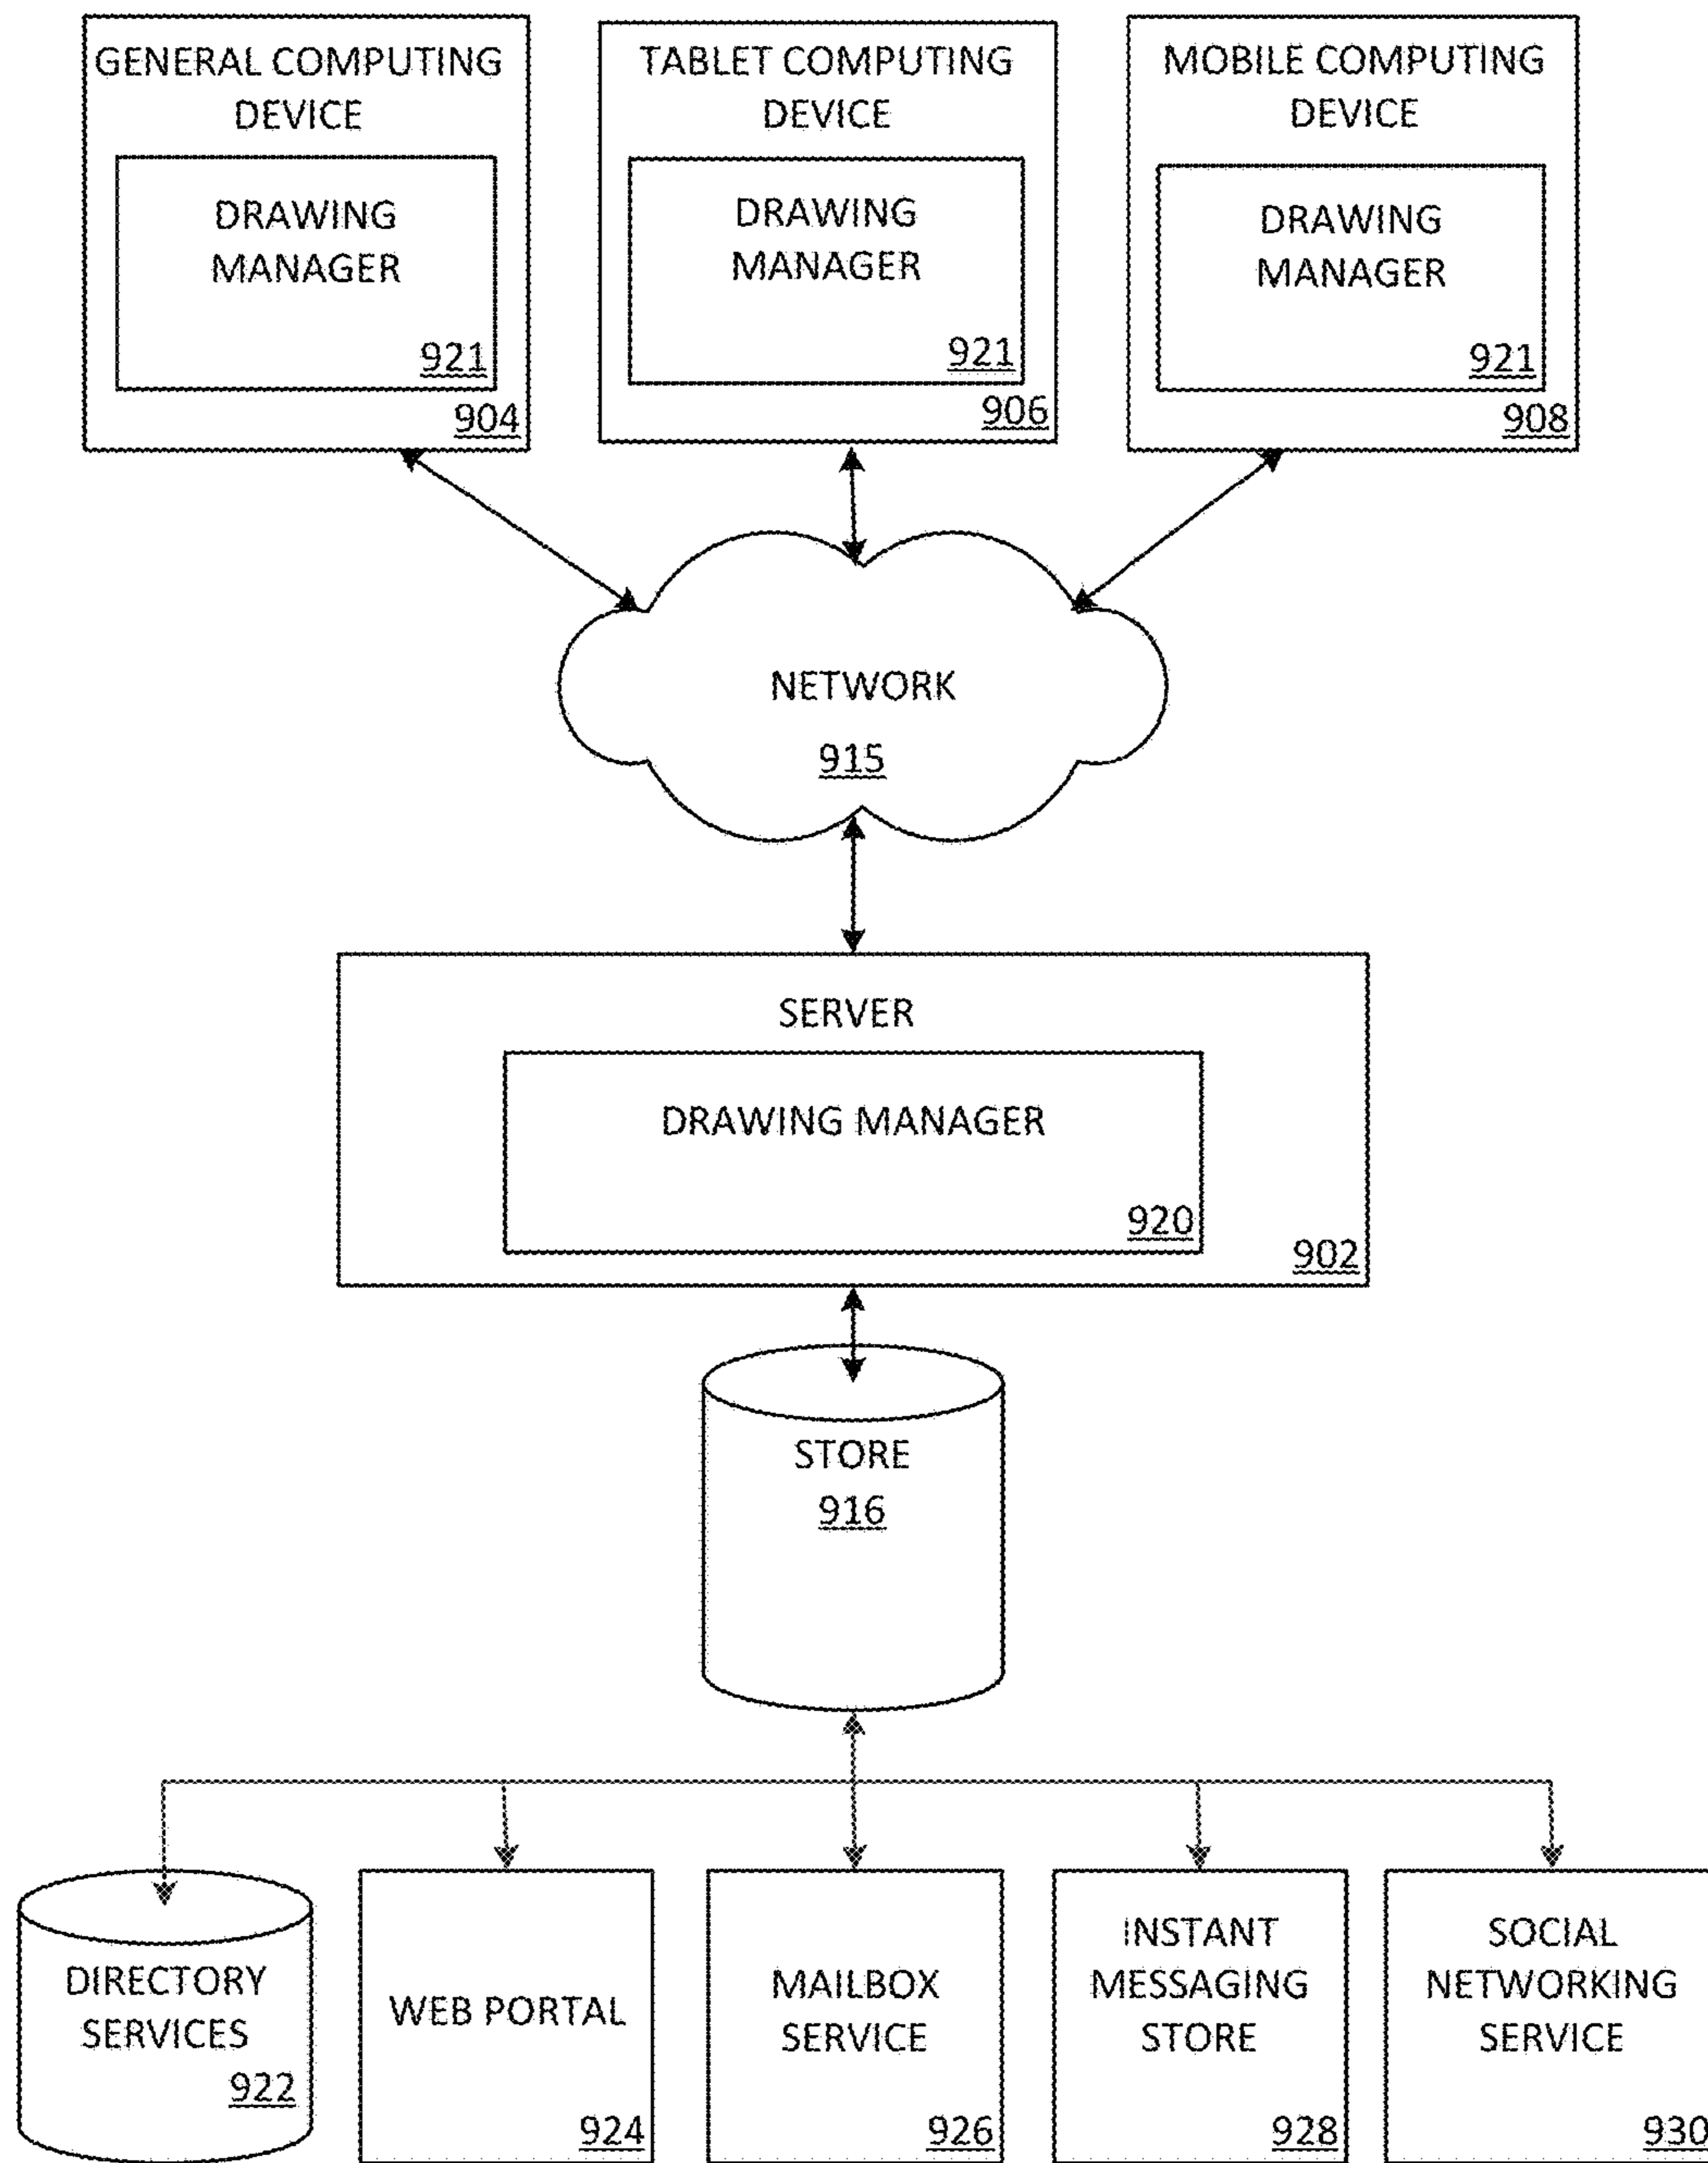 GENERAL COMPUTING
DEVICE
DRAWING
MANAGER
921
904
TABLET COMPUTING
DEVICE
DRAWING
MANAGER
921
906
MOBILE COMPUTING
DEVICE
DRAWING
MANAGER
921
908
NETWORK
915
SERVER
DRAWING MANAGER
920
902
STORE
916
DIRECTORY
SERVICES
922
WEB PORTAL
924
MAILBOX
SERVICE
926
INSTANT
MESSAGING
STORE
928
SOCIAL
NETWORKING
SERVICE
930